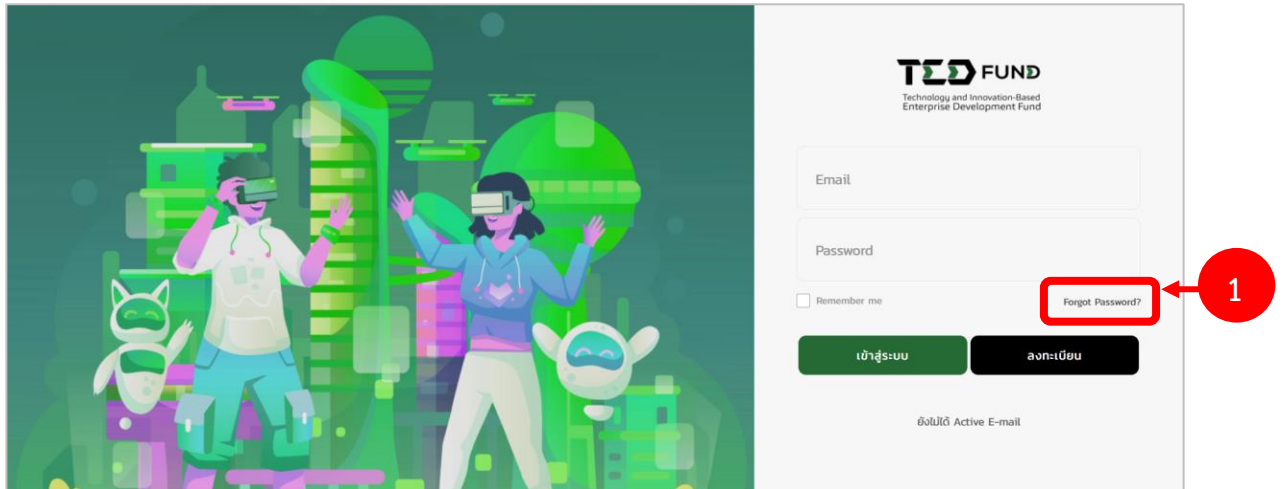 TED FUND
Technology and Innovation-Based
Enterprise Development Fund
Email
Password
Remember me
Forgot Password?
1
เข้าสู่ระบบ
ลงทะเบียน
ยังไม่ได้ Active E-mail